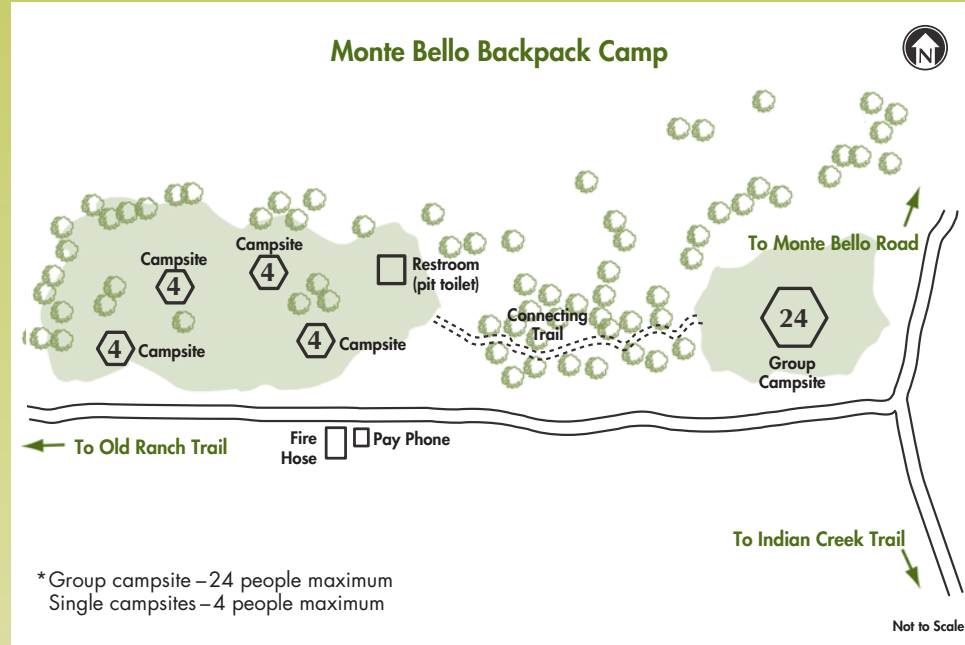 Monte Bello Backpack Camp
N
To Monte Bello Road
Campsite
4
Campsite
4
Restroom
(pit toilet)
Connecting
Trail
24
Group
Campsite
4
Campsite
4
Campsite
To Old Ranch Trail
Fire
Hose
Pay Phone
To Indian Creek Trail
*Group campsite – 24 people maximum
Single campsites – 4 people maximum
Not to Scale